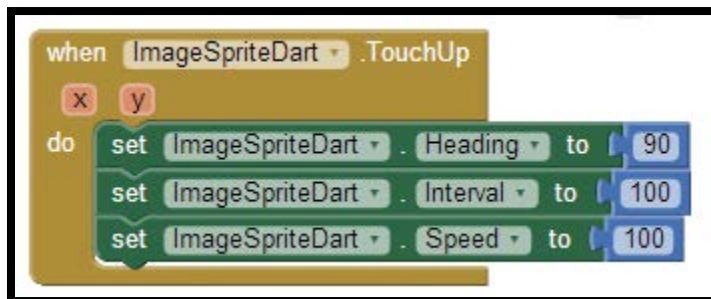 when ImageSpriteDart .TouchUp
x y
do set ImageSpriteDart . Heading to 90
set ImageSpriteDart . Interval to 100
set ImageSpriteDart . Speed to 100